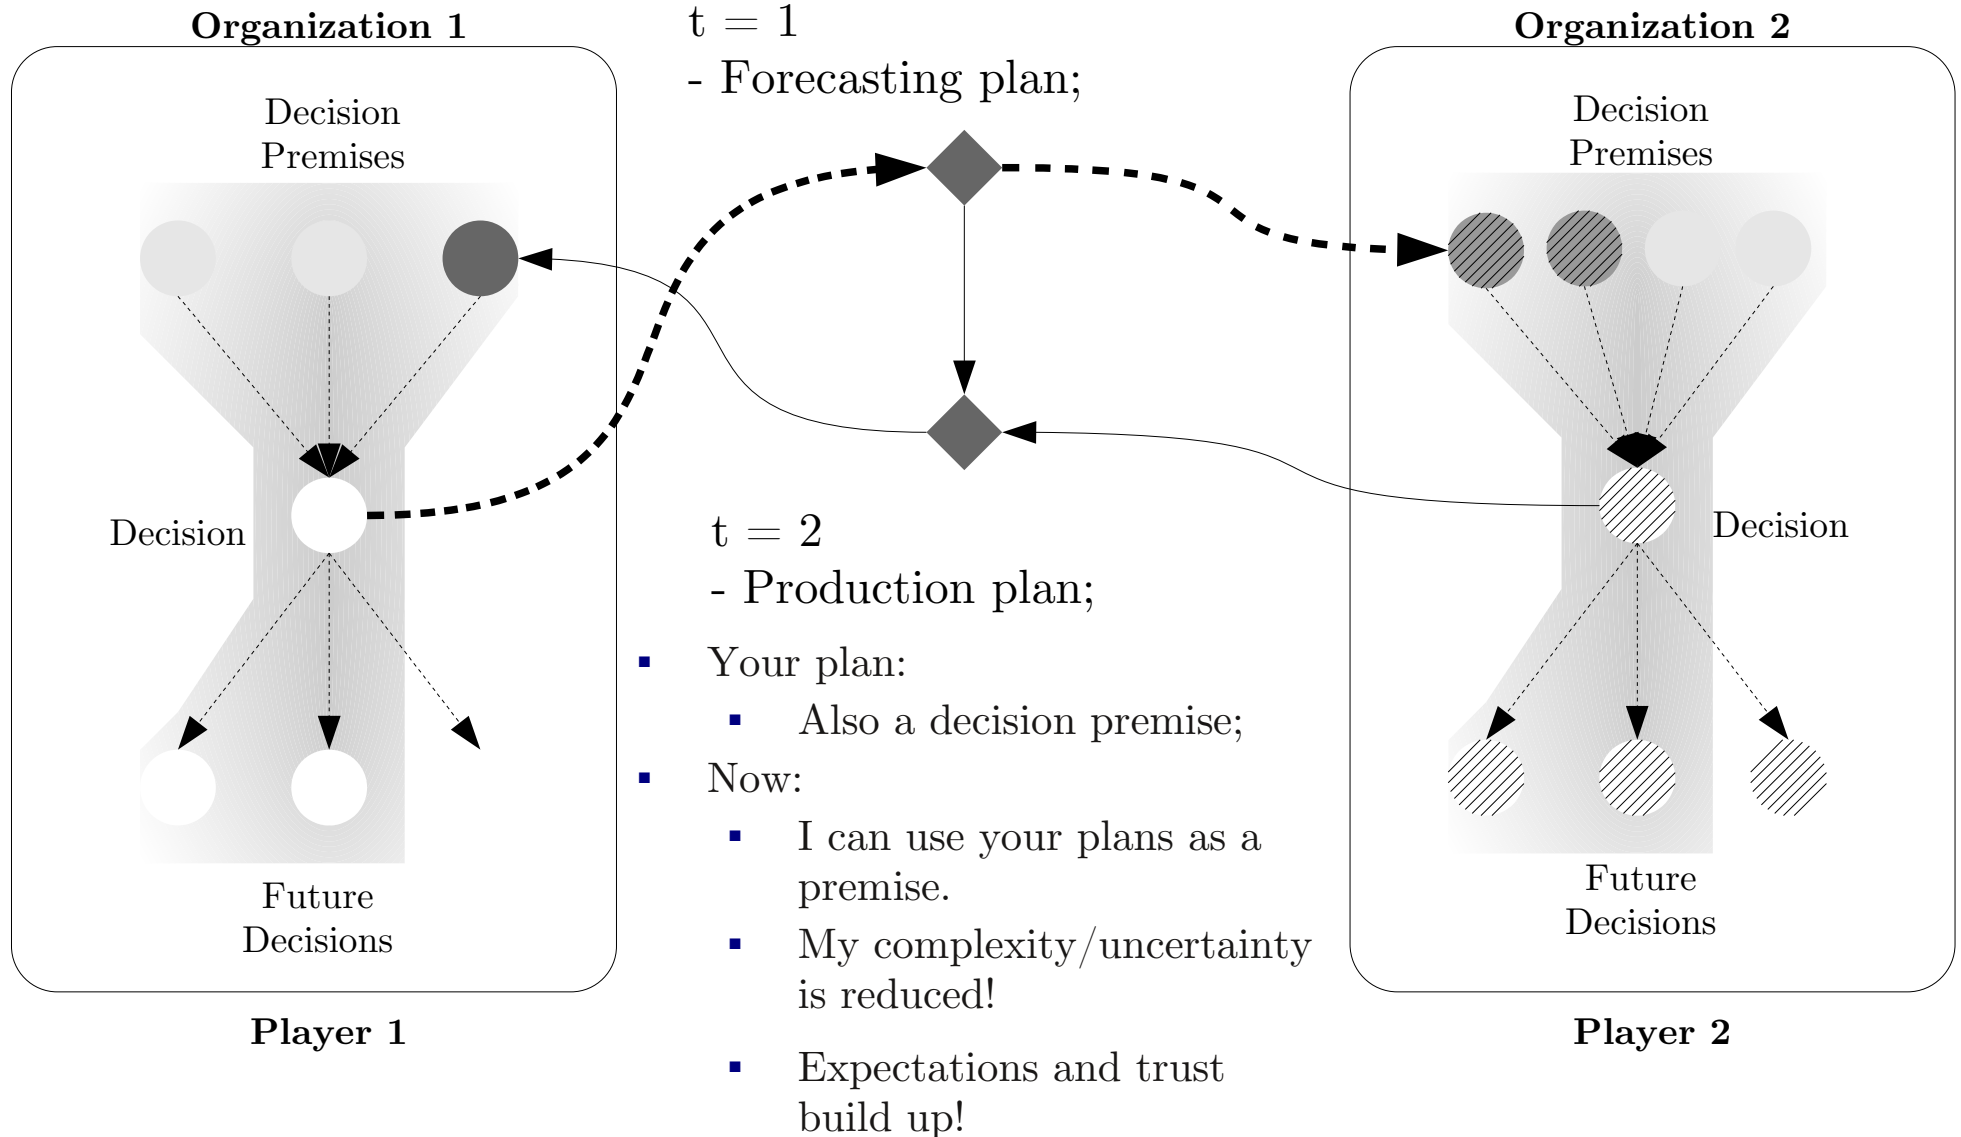 Organization 1
Decision
Premises
Decision
Future
Decisions
Player 1
t = 1
- Forecasting plan;
t = 2
- Production plan;
▪ Your plan:
▪ Also a decision premise;
▪ Now:
▪ I can use your plans as a
premise.
▪ My complexity/uncertainty
is reduced!
▪ Expectations and trust
build up!
Organization 2
Decision
Premises
Decision
Future
Decisions
Player 2